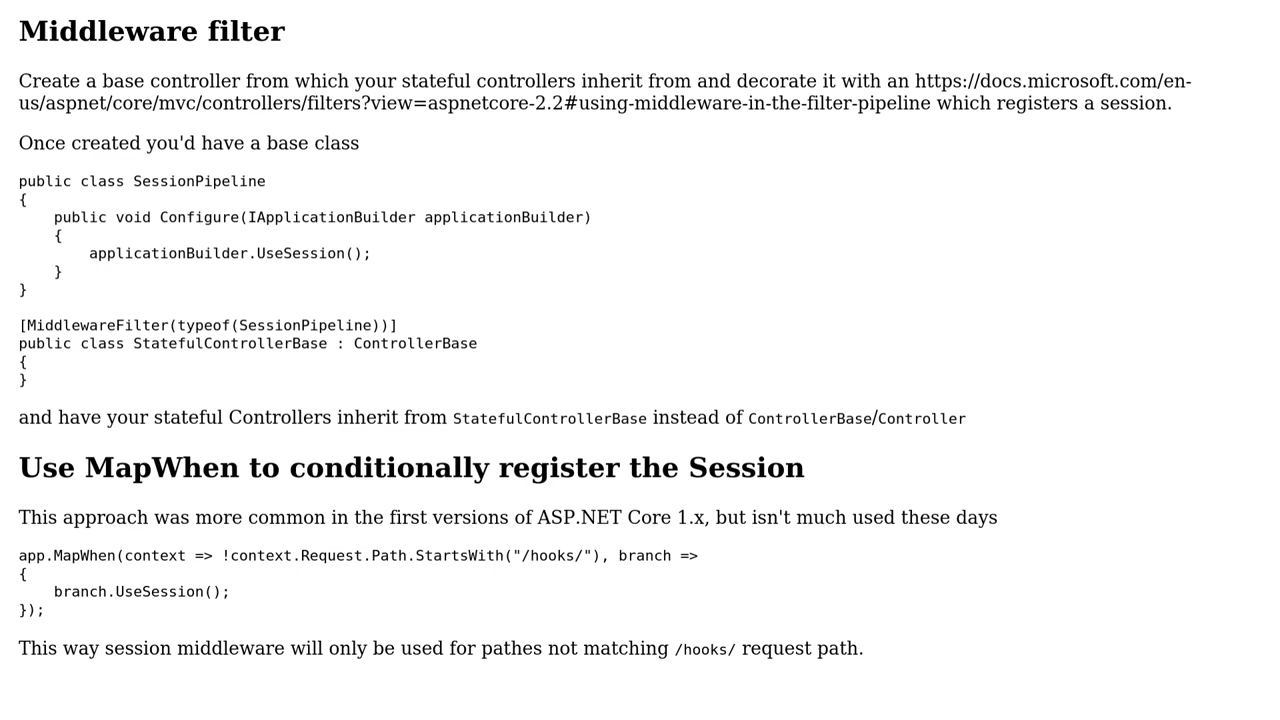 Middleware filter
Create a base controller from which your stateful controllers inherit from and decorate it with an https://docs.microsoft.com/en-
us/aspnet/core/mvc/controllers/filters?view=aspnetcore-2.2#using-middleware-in-the-filter-pipeline which registers a session.
Once created you'd have a base class
public class SessionPipeline
{
    public void Configure(IApplicationBuilder applicationBuilder)
    {
        applicationBuilder.UseSession();
    }
}
[MiddlewareFilter(typeof(SessionPipeline))]
public class StatefulControllerBase : ControllerBase
{
}
and have your stateful Controllers inherit from StatefulControllerBase instead of ControllerBase/Controller
Use MapWhen to conditionally register the Session
This approach was more common in the first versions of ASP.NET Core 1.x, but isn't much used these days
app.MapWhen(context => !context.Request.Path.StartsWith("/hooks/"), branch =>
{
    branch.UseSession();
});
This way session middleware will only be used for pathes not matching /hooks/ request path.